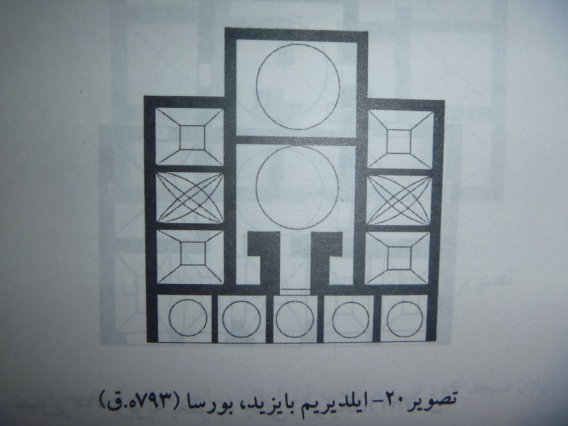 تصویر ۲۰- ایلدیریم بایزید، بورسا (۷۹۳ه.ق)